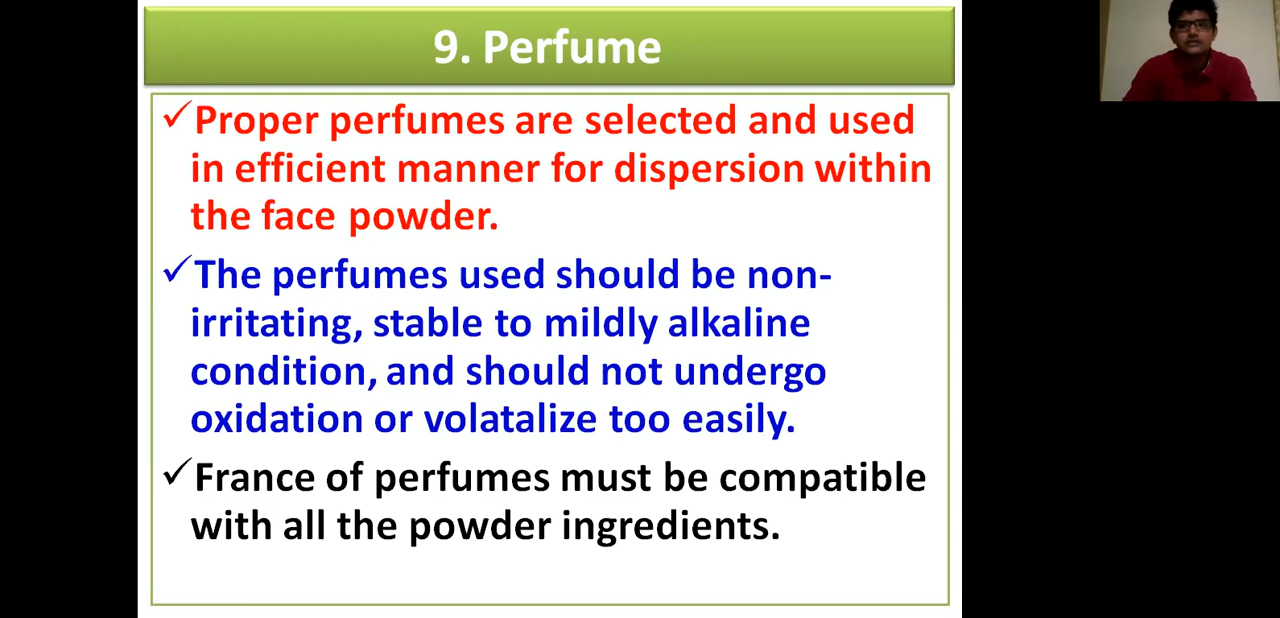 9. Perfume
✓Proper perfumes are selected and used
in efficient manner for dispersion within
the face powder.
✓The perfumes used should be non-
irritating, stable to mildly alkaline
condition, and should not undergo
oxidation or volatalize too easily.
✓France of perfumes must be compatible
with all the powder ingredients.